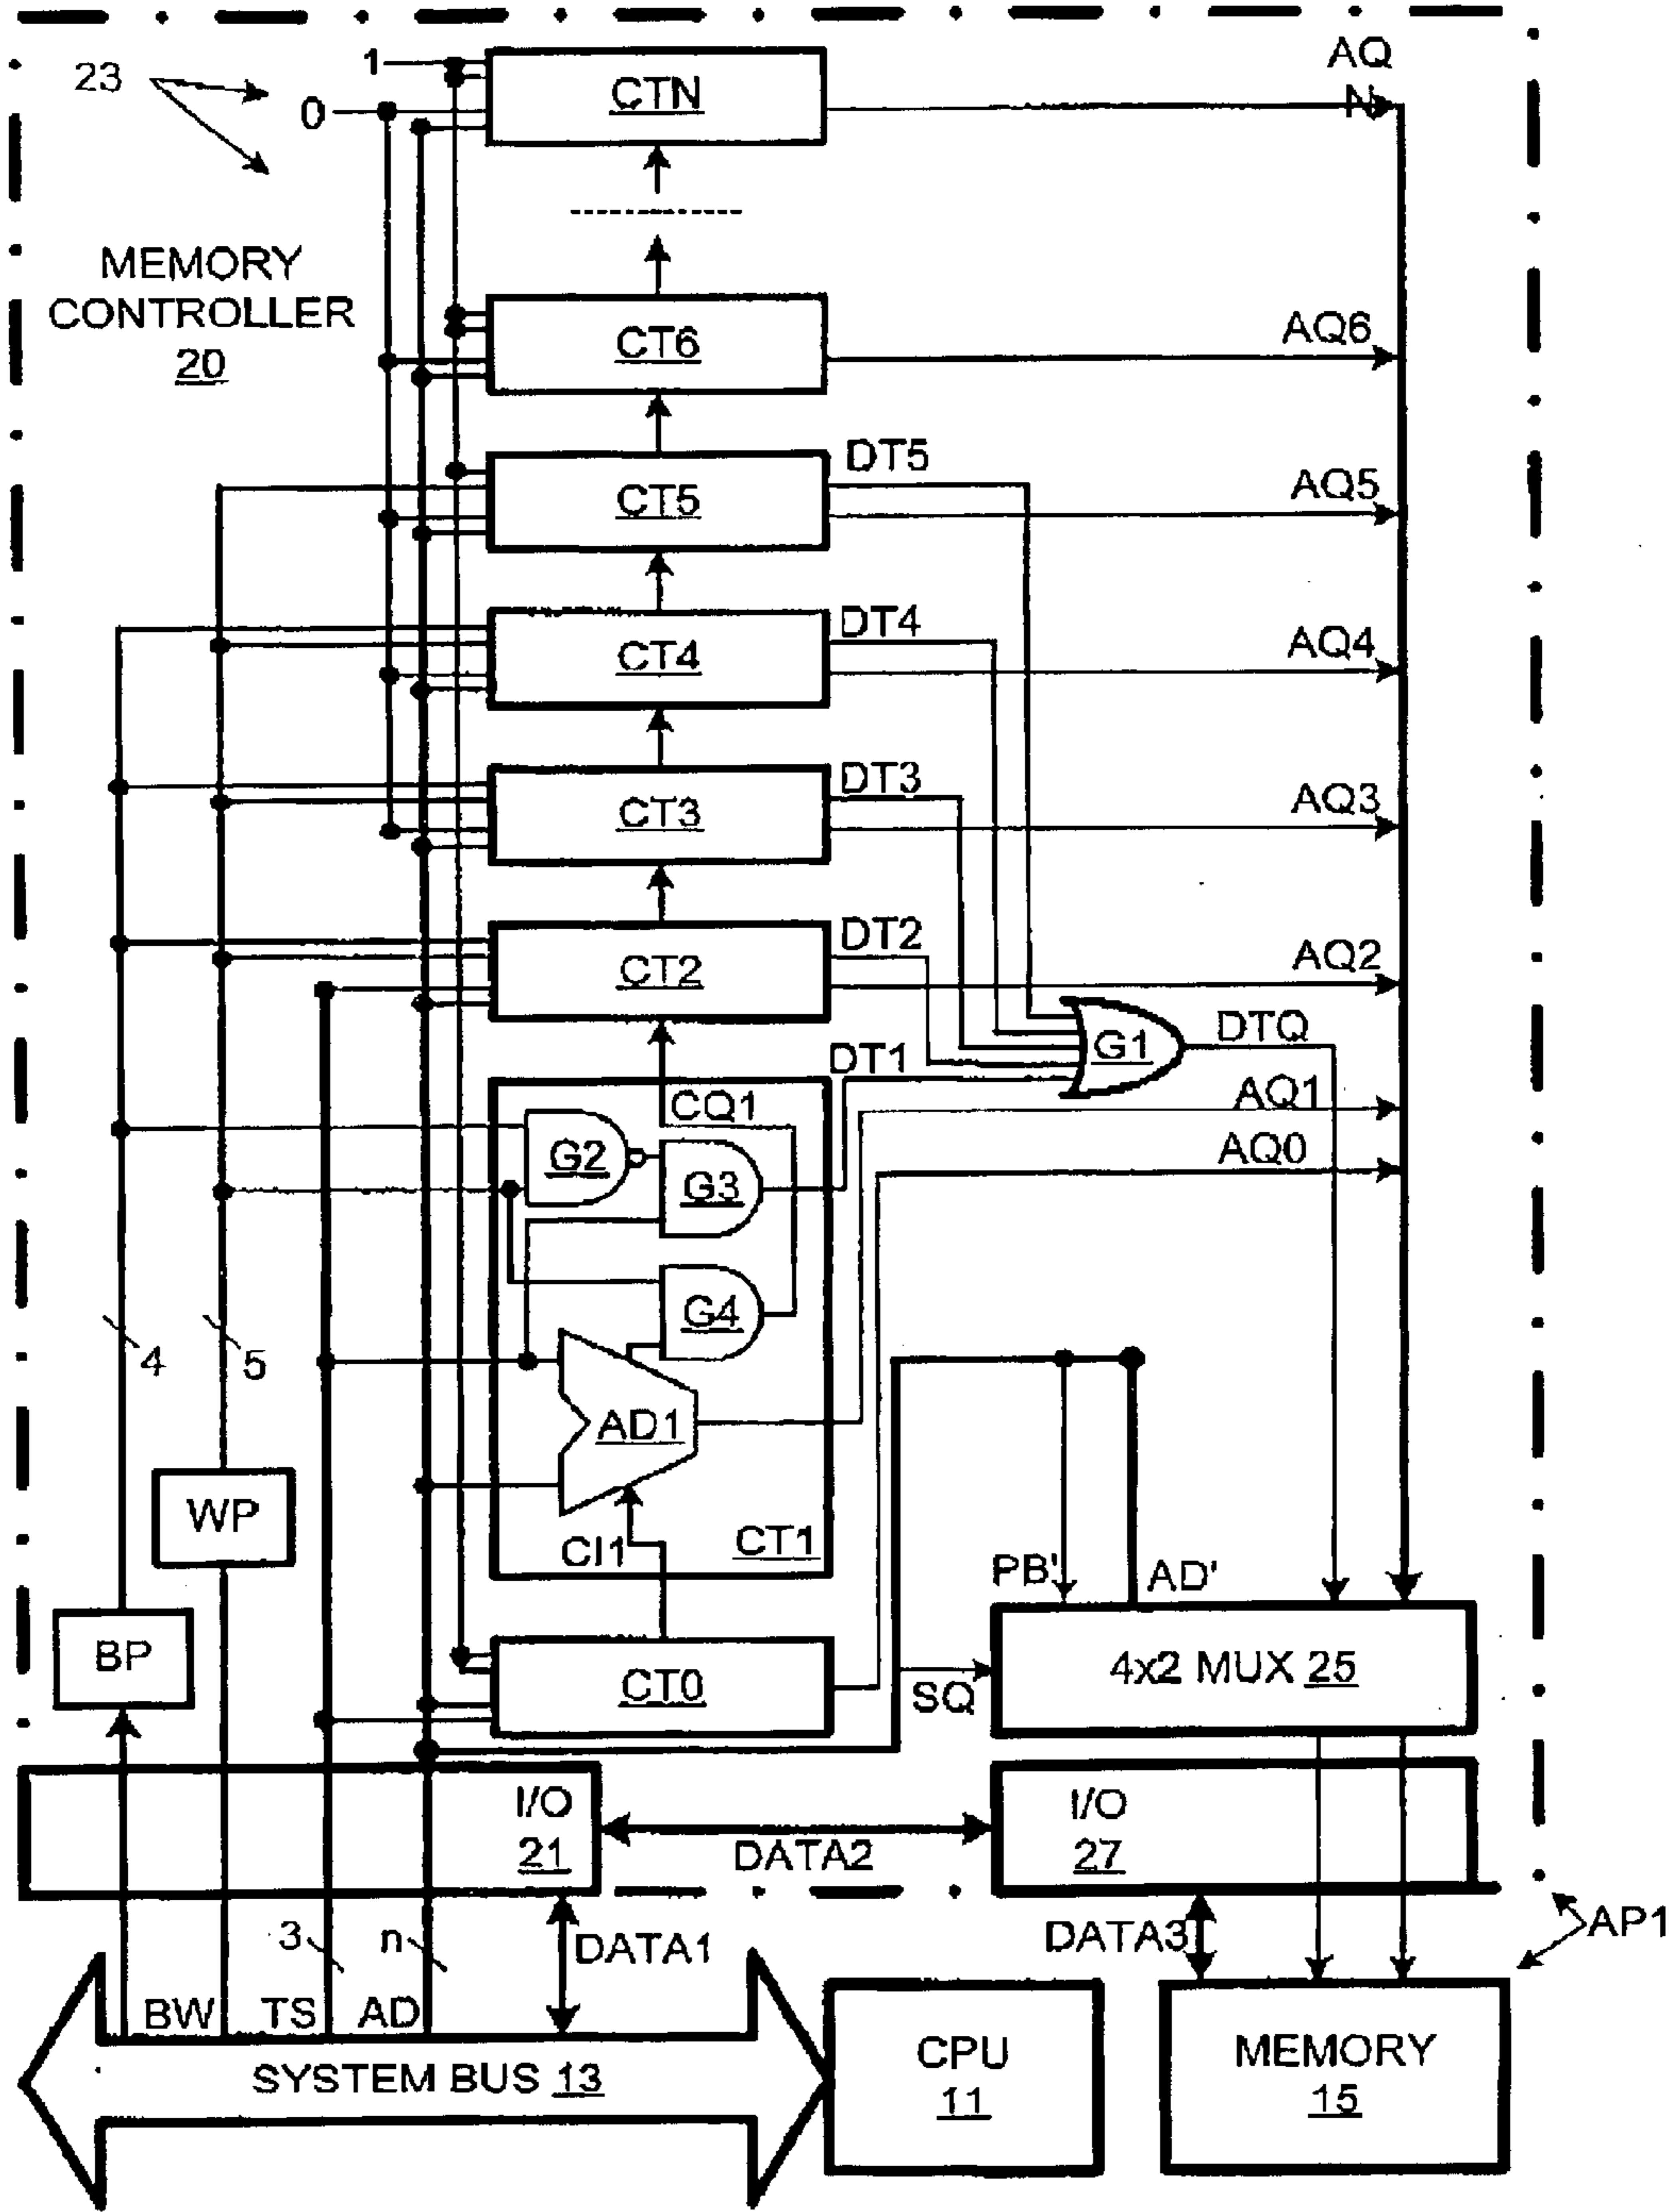 23
1
0
CTN
AQ
N
MEMORY
CONTROLLER
20
CT6
AQ6
CT5
DT5
AQ5
CT4
DT4
AQ4
CT3
DT3
AQ3
CT2
DT2
AQ2
G1
DTQ
DT1
CQ1
AQ1
G2
G3
AQ0
G4
4
5
AD1
WP
CI1
CT1
PB'
AD'
BP
CT0
SQ
4x2 MUX 25
I/O
21
DATA2
I/O
27
3
n
DATA1
DATA3
AP1
BW
TS
AD
SYSTEM BUS 13
CPU
11
MEMORY
15